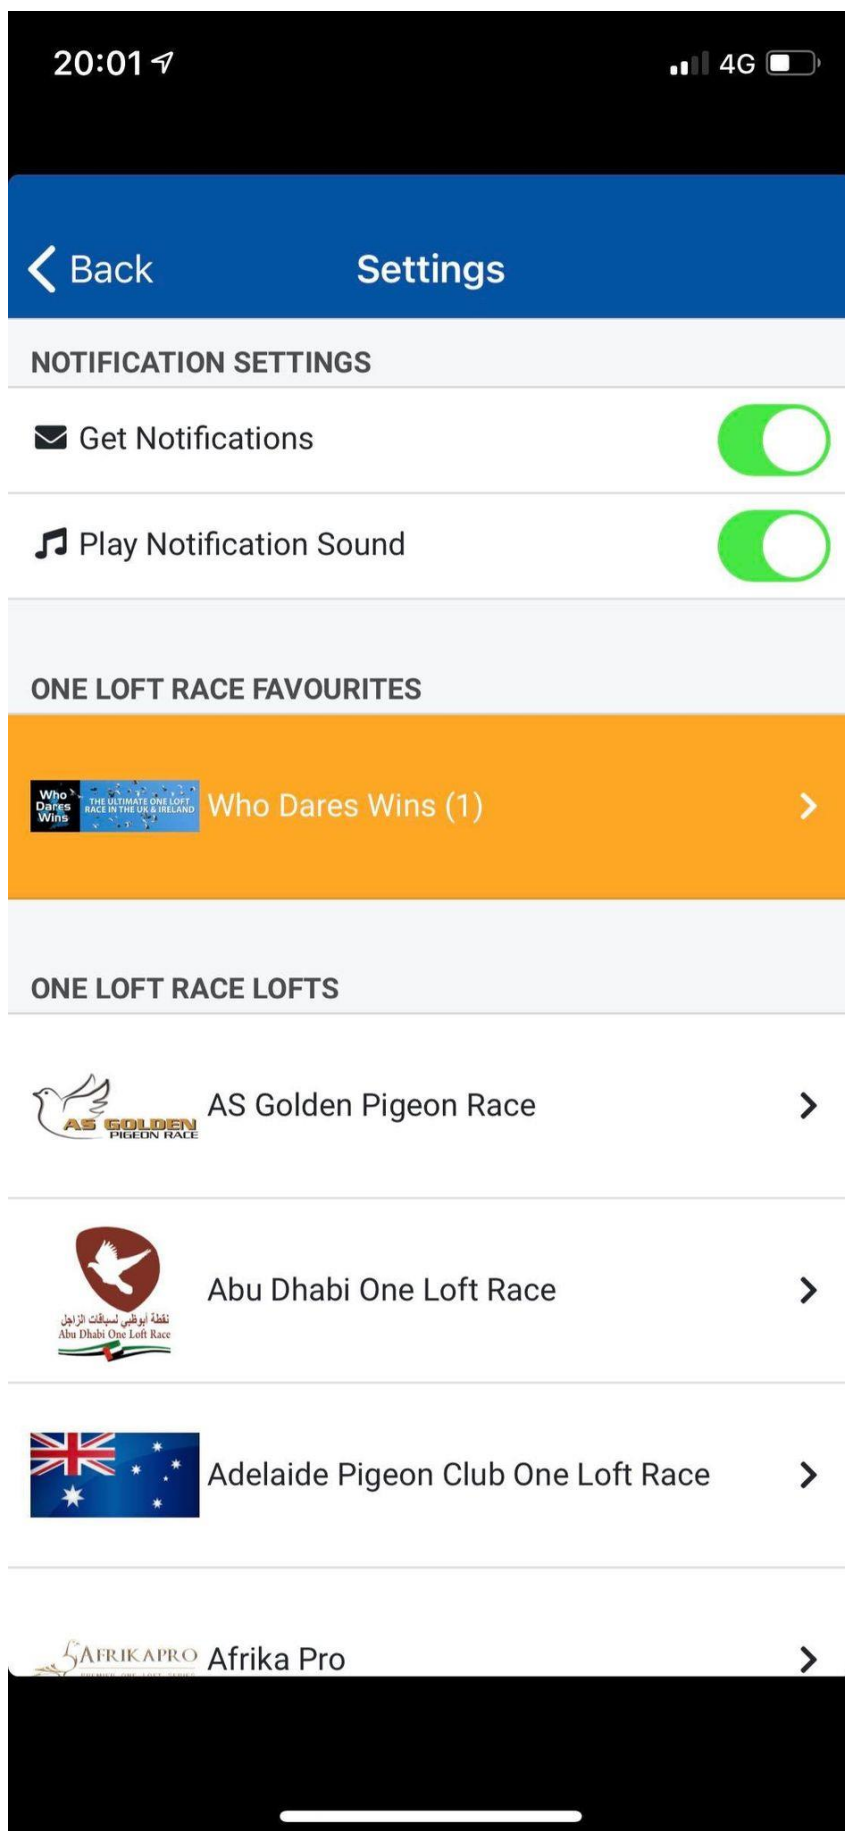 20:01
4G
Back
Settings
NOTIFICATION SETTINGS
Get Notifications
Play Notification Sound
ONE LOFT RACE FAVOURITES
Who
Dares
Wins
THE ULTIMATE ONE LOFT
RACE IN THE UK & IRELAND
Who Dares Wins (1)
ONE LOFT RACE LOFTS
AS GOLDEN
PIGEON RACE
AS Golden Pigeon Race
نقطة أبوظبي لسباقات الزاجل
Abu Dhabi One Loft Race
Abu Dhabi One Loft Race
Adelaide Pigeon Club One Loft Race
AFRIKAPRO
Afrika Pro